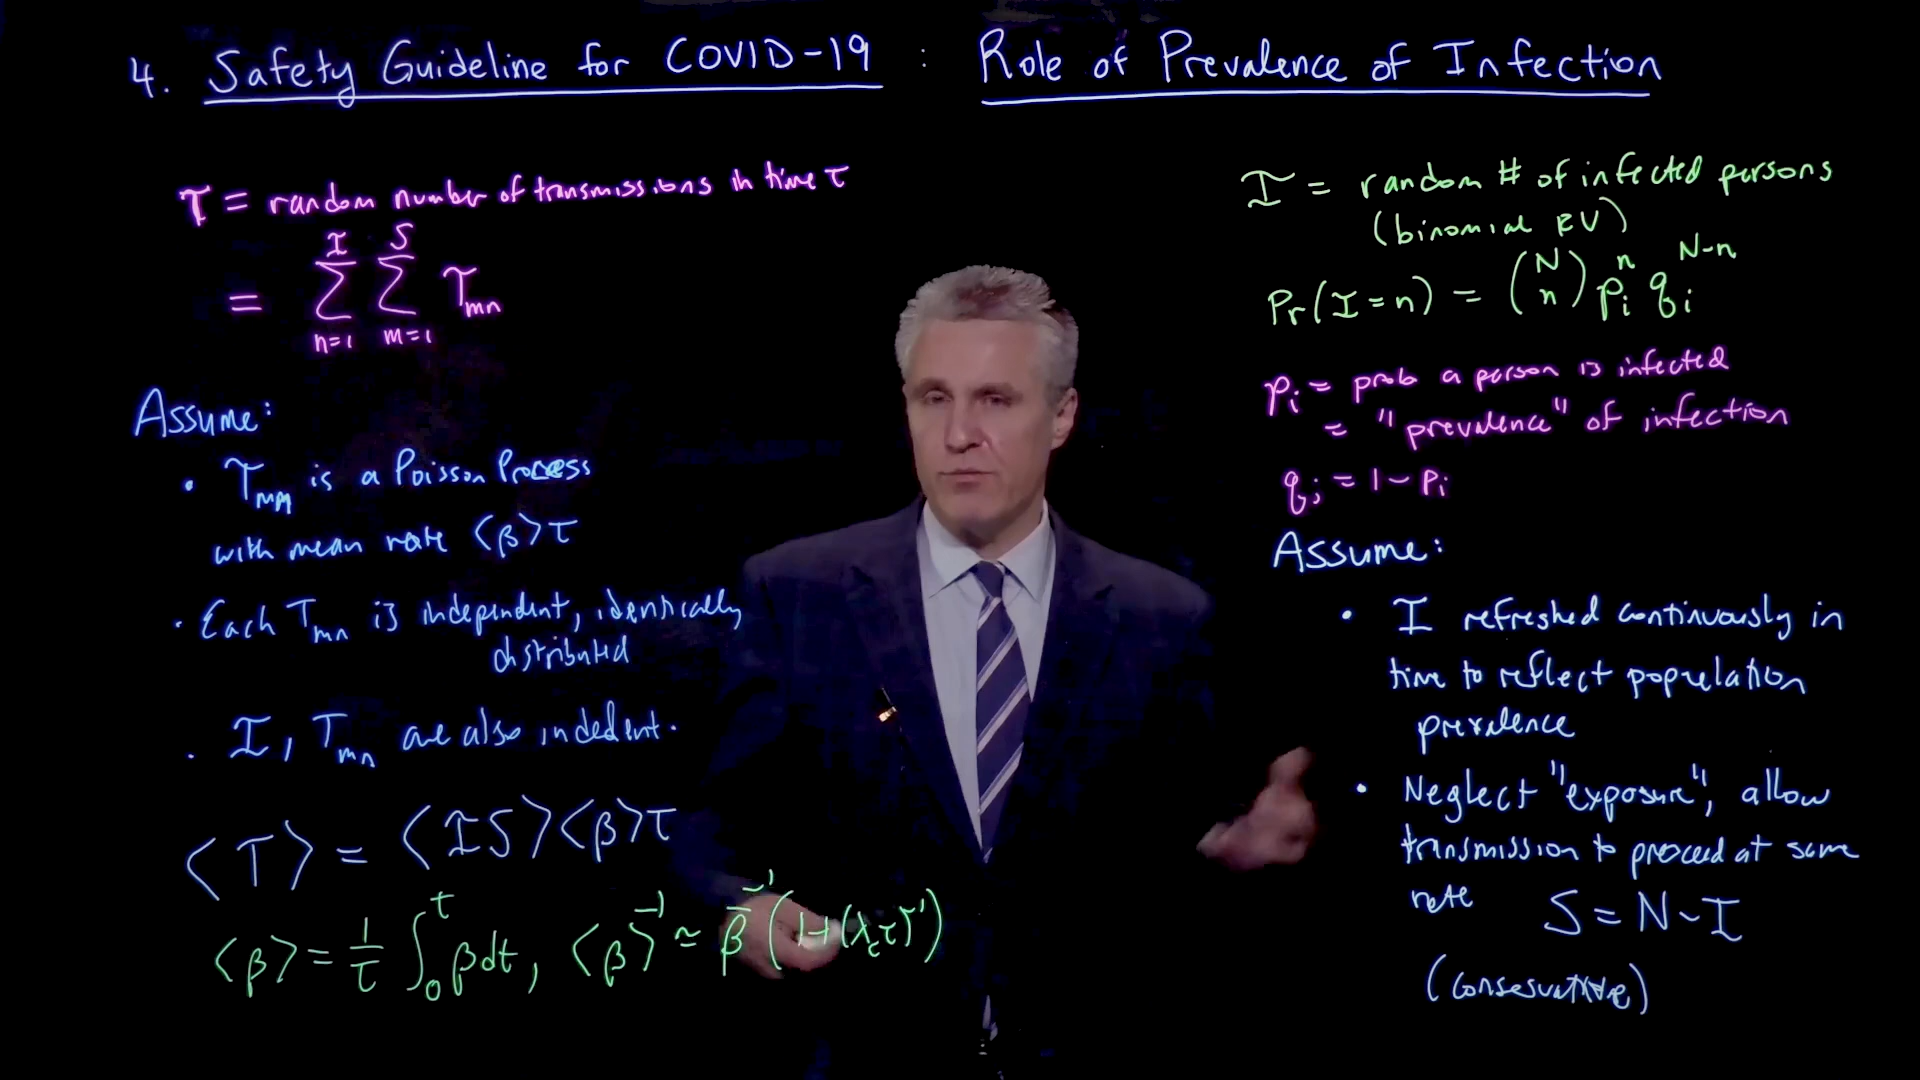 4. Safety Guideline for COVID-19 : Role of Prevalence of Infection
T = random number of transmissions in time τ
= Σ_{n=1}^{I} Σ_{m=1}^{S} T_mn
Assume:
• T_mn is a Poisson Process
with mean rate ⟨β⟩τ
• Each T_mn is independent, identically
distributed
• I, T_mn are also indedent.
⟨T⟩ = ⟨IS⟩⟨β⟩τ
⟨β⟩ = 1/τ ∫_0^τ β dt, ⟨β⟩^-1 ≃ β̄^-1 (1+(λ_c τ)^-1)
I = random # of infected persons
(binomial RV)
Pr(I=n) = (N n) p_i^n q_i^{N-n}
p_i = prob a person is infected
= "prevalence" of infection
q_i = 1 - p_i
Assume:
• I refreshed continuously in
time to reflect population
prevalence
• Neglect "exposure", allow
transmission to proceed at same
rate S = N - I
(conservative)